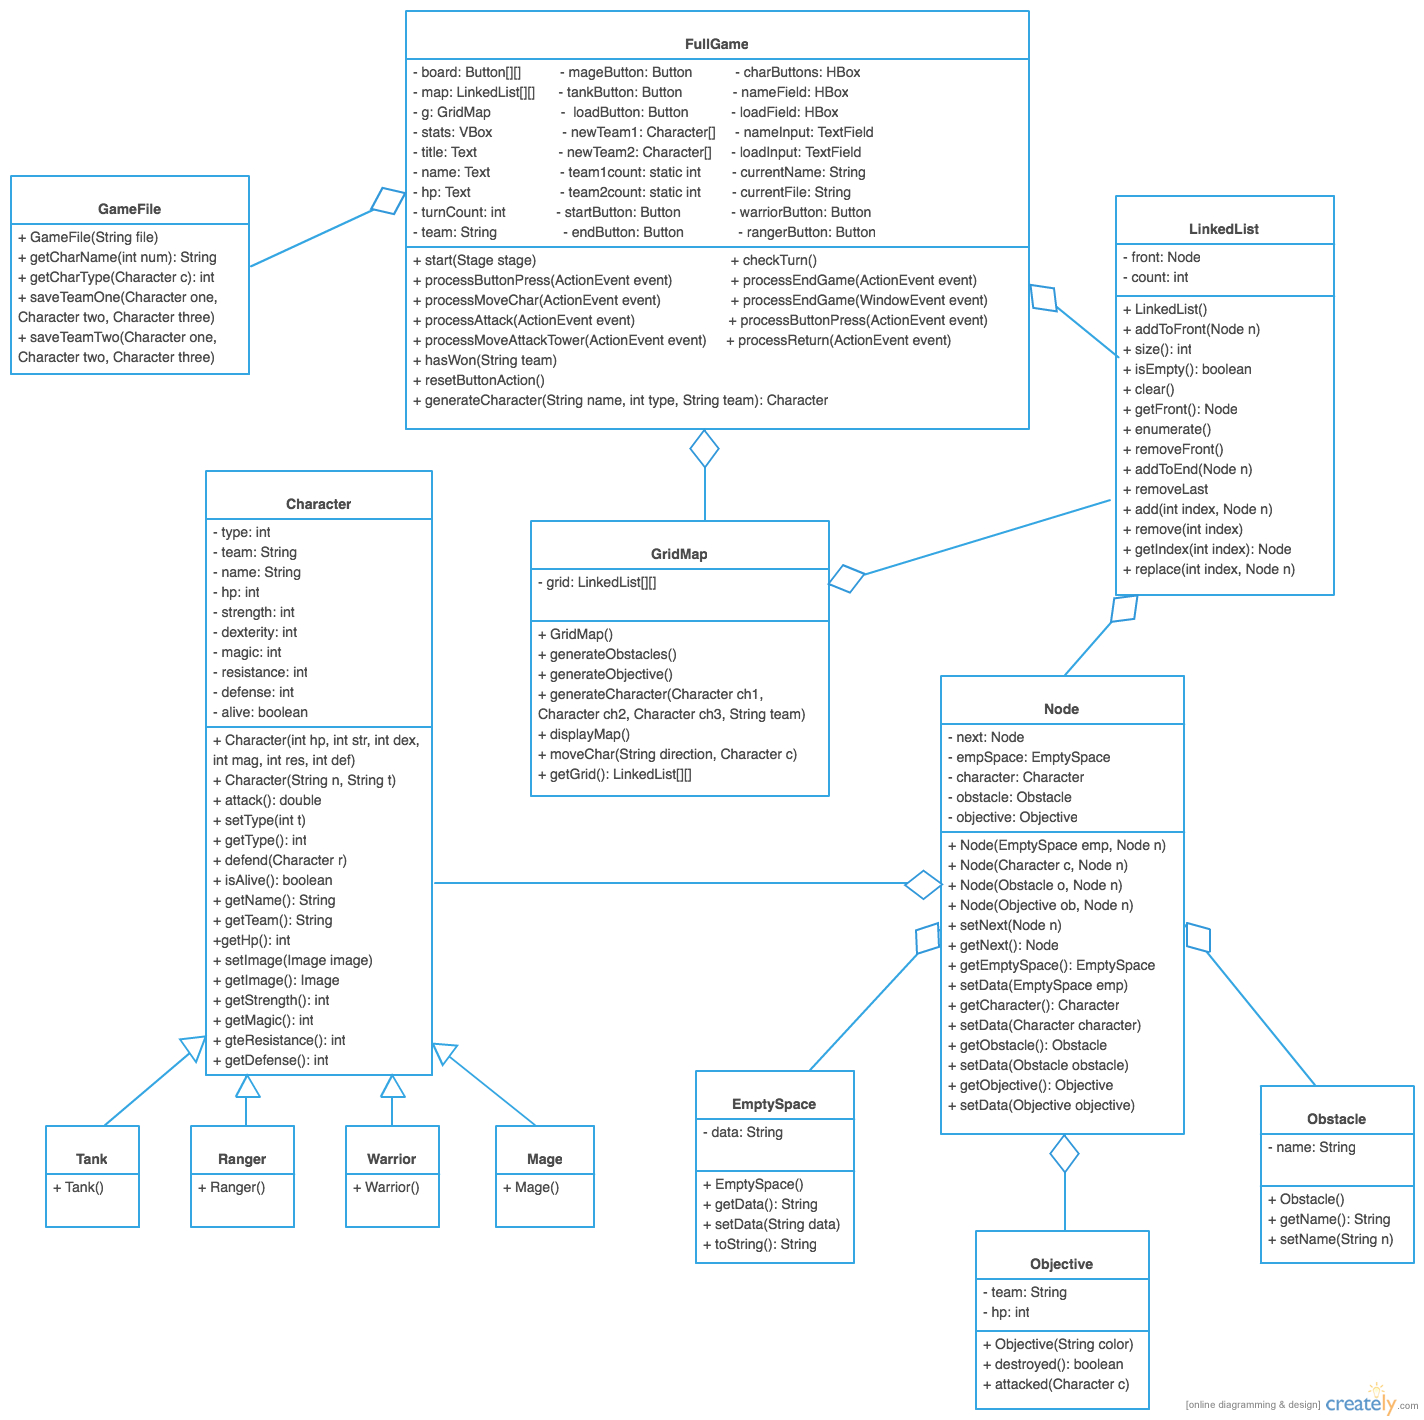 FullGame
- board: Button[][] - mageButton: Button - charButtons: HBox
- map: LinkedList[][] - tankButton: Button - nameField: HBox
- g: GridMap - loadButton: Button - loadField: HBox
- stats: VBox - newTeam1: Character[] - nameInput: TextField
- title: Text - newTeam2: Character[] - loadInput: TextField
- name: Text - team1count: static int - currentName: String
- hp: Text - team2count: static int - currentFile: String
- turnCount: int - startButton: Button - warriorButton: Button
- team: String - endButton: Button - rangerButton: Button
+ start(Stage stage) + checkTurn()
+ processButtonPress(ActionEvent event) + processEndGame(ActionEvent event)
+ processMoveChar(ActionEvent event) + processEndGame(WindowEvent event)
+ processAttack(ActionEvent event) + processButtonPress(ActionEvent event)
+ processMoveAttackTower(ActionEvent event) + processReturn(ActionEvent event)
+ hasWon(String team)
+ resetButtonAction()
+ generateCharacter(String name, int type, String team): Character
GameFile
+ GameFile(String file)
+ getCharName(int num): String
+ getCharType(Character c): int
+ saveTeamOne(Character one,
Character two, Character three)
+ saveTeamTwo(Character one,
Character two, Character three)
LinkedList
- front: Node
- count: int
+ LinkedList()
+ addToFront(Node n)
+ size(): int
+ isEmpty(): boolean
+ clear()
+ getFront(): Node
+ enumerate()
+ removeFront()
+ addToEnd(Node n)
+ removeLast
+ add(int index, Node n)
+ remove(int index)
+ getIndex(int index): Node
+ replace(int index, Node n)
Character
- type: int
- team: String
- name: String
- hp: int
- strength: int
- dexterity: int
- magic: int
- resistance: int
- defense: int
- alive: boolean
+ Character(int hp, int str, int dex,
int mag, int res, int def)
+ Character(String n, String t)
+ attack(): double
+ setType(int t)
+ getType(): int
+ defend(Character r)
+ isAlive(): boolean
+ getName(): String
+ getTeam(): String
+getHp(): int
+ setImage(Image image)
+ getImage(): Image
+ getStrength(): int
+ getMagic(): int
+ gteResistance(): int
+ getDefense(): int
GridMap
- grid: LinkedList[][]
+ GridMap()
+ generateObstacles()
+ generateObjective()
+ generateCharacter(Character ch1,
Character ch2, Character ch3, String team)
+ displayMap()
+ moveChar(String direction, Character c)
+ getGrid(): LinkedList[][]
Node
- next: Node
- empSpace: EmptySpace
- character: Character
- obstacle: Obstacle
- objective: Objective
+ Node(EmptySpace emp, Node n)
+ Node(Character c, Node n)
+ Node(Obstacle o, Node n)
+ Node(Objective ob, Node n)
+ setNext(Node n)
+ getNext(): Node
+ getEmptySpace(): EmptySpace
+ setData(EmptySpace emp)
+ getCharacter(): Character
+ setData(Character character)
+ getObstacle(): Obstacle
+ setData(Obstacle obstacle)
+ getObjective(): Objective
+ setData(Objective objective)
Tank
+ Tank()
Ranger
+ Ranger()
Warrior
+ Warrior()
Mage
+ Mage()
EmptySpace
- data: String
+ EmptySpace()
+ getData(): String
+ setData(String data)
+ toString(): String
Obstacle
- name: String
+ Obstacle()
+ getName(): String
+ setName(String n)
Objective
- team: String
- hp: int
+ Objective(String color)
+ destroyed(): boolean
+ attacked(Character c)
[online diagramming & design] creately.com